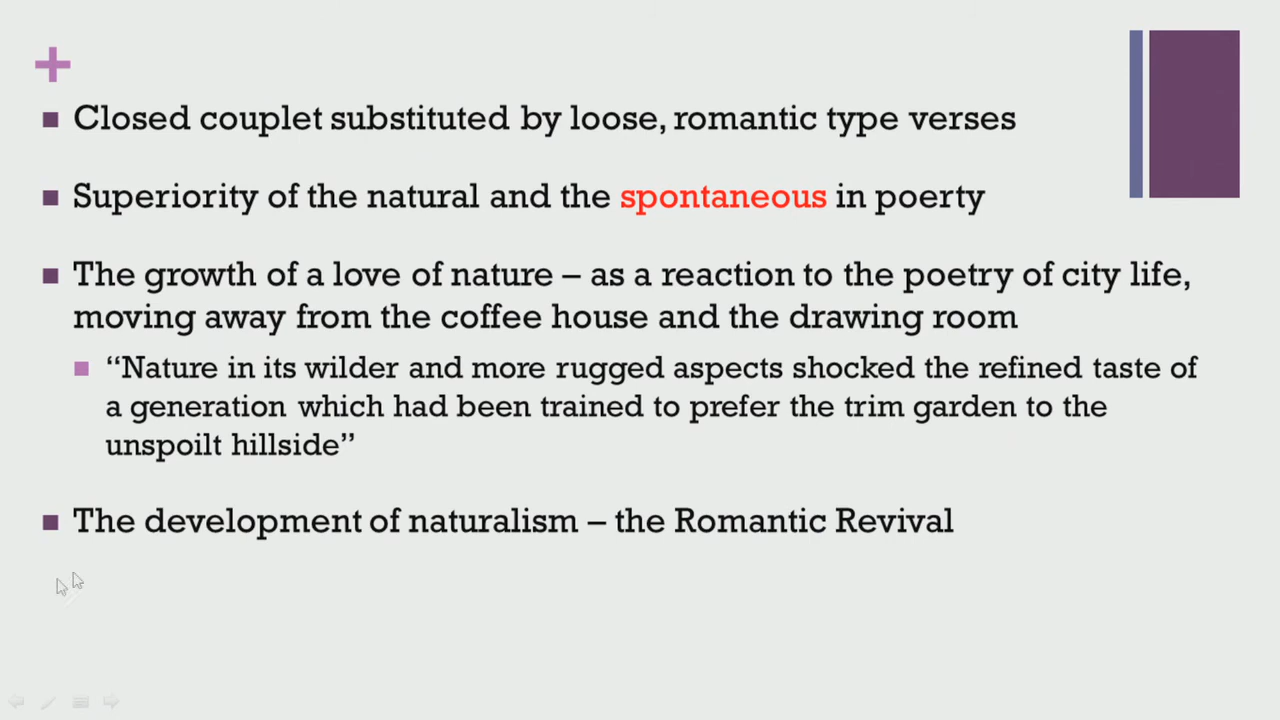 Closed couplet substituted by loose, romantic type verses
Superiority of the natural and the spontaneous in poerty
The growth of a love of nature – as a reaction to the poetry of city life,
moving away from the coffee house and the drawing room
“Nature in its wilder and more rugged aspects shocked the refined taste of
a generation which had been trained to prefer the trim garden to the
unspoilt hillside”
The development of naturalism – the Romantic Revival